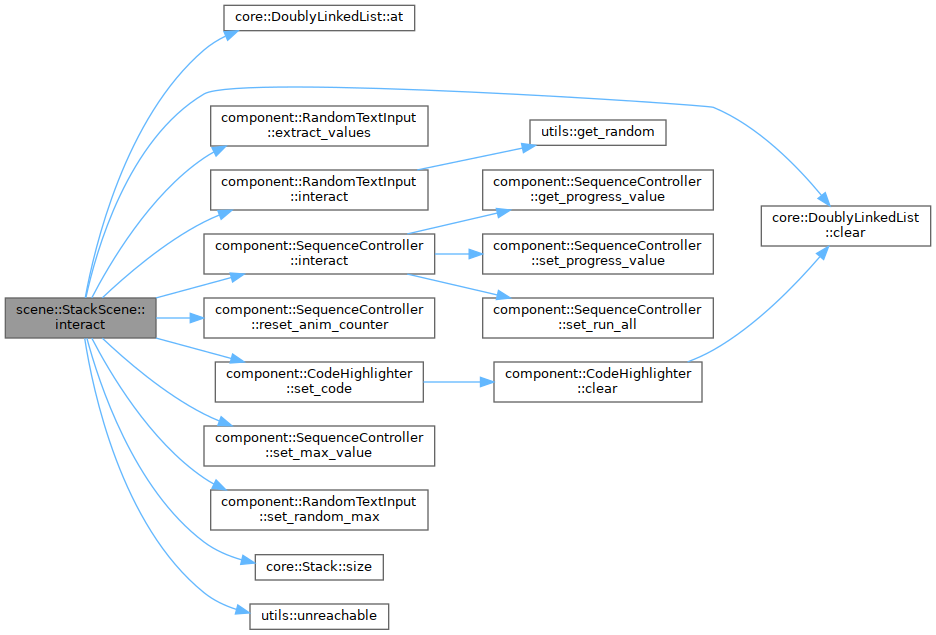 core::DoublyLinkedList::at
component::RandomTextInput
::extract_values
utils::get_random
component::RandomTextInput
::interact
component::SequenceController
::get_progress_value
core::DoublyLinkedList
::clear
component::SequenceController
::interact
component::SequenceController
::set_progress_value
scene::StackScene::
interact
component::SequenceController
::reset_anim_counter
component::SequenceController
::set_run_all
component::CodeHighlighter
::set_code
component::CodeHighlighter
::clear
component::SequenceController
::set_max_value
component::RandomTextInput
::set_random_max
core::Stack::size
utils::unreachable